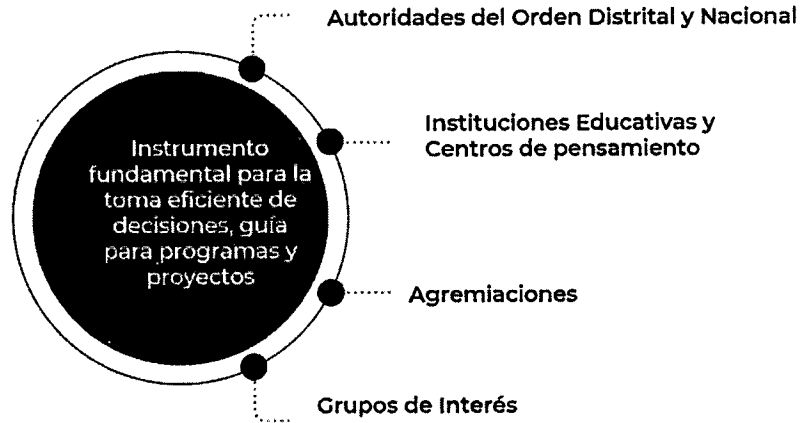 Autoridades del Orden Distrital y Nacional
Instituciones Educativas y
Centros de pensamiento
Instrumento
fundamental para la
toma eficiente de
decisiones, guía
para programas y
proyectos
Agremiaciones
Grupos de Interés